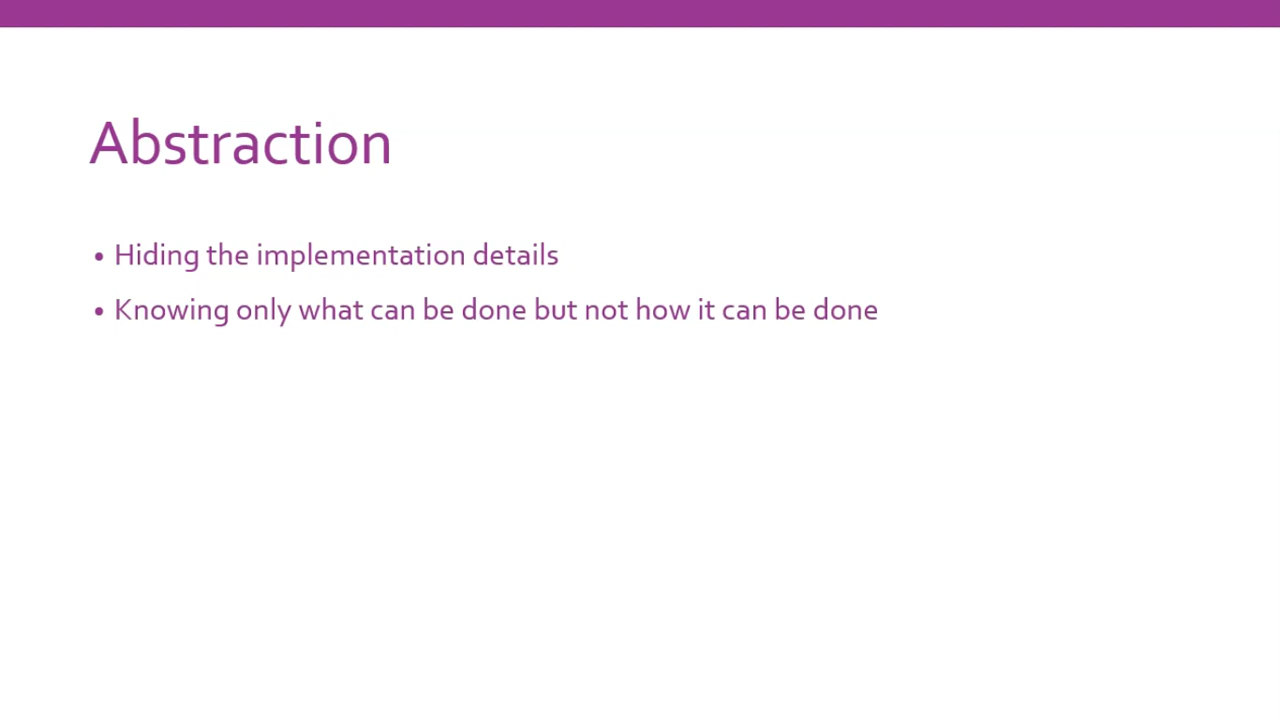 Abstraction
• Hiding the implementation details
• Knowing only what can be done but not how it can be done